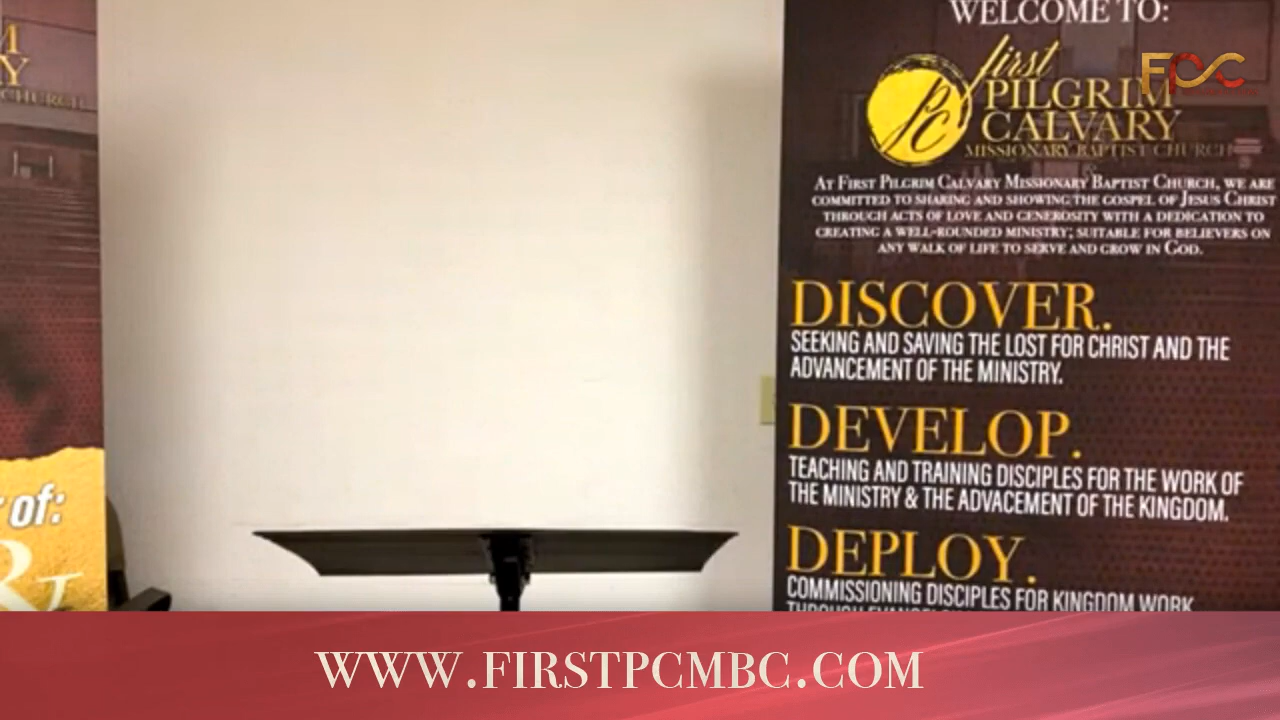 M
Y
CHURCH
of:
&
WELCOME TO:
FPC
first
PC
PILGRIM
CALVARY
MISSIONARY BAPTIST CHURCH
AT FIRST PILGRIM CALVARY MISSIONARY BAPTIST CHURCH, WE ARE
COMMITTED TO SHARING AND SHOWING THE GOSPEL OF JESUS CHRIST
THROUGH ACTS OF LOVE AND GENEROSITY WITH A DEDICATION TO
CREATING A WELL-ROUNDED MINISTRY; SUITABLE FOR BELIEVERS ON
ANY WALK OF LIFE TO SERVE AND GROW IN GOD.
DISCOVER.
SEEKING AND SAVING THE LOST FOR CHRIST AND THE
ADVANCEMENT OF THE MINISTRY.
DEVELOP.
TEACHING AND TRAINING DISCIPLES FOR THE WORK OF
THE MINISTRY & THE ADVACEMENT OF THE KINGDOM.
DEPLOY.
COMMISSIONING DISCIPLES FOR KINGDOM WORK
WWW.FIRSTPCMBC.COM